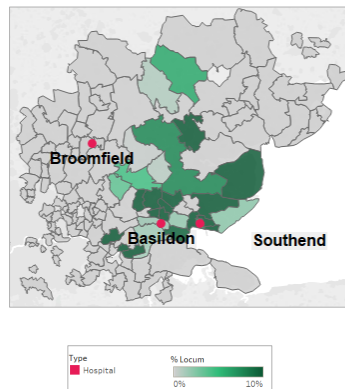 Broomfield
Basildon
Southend
Type
Hospital
% Locum
0%
10%